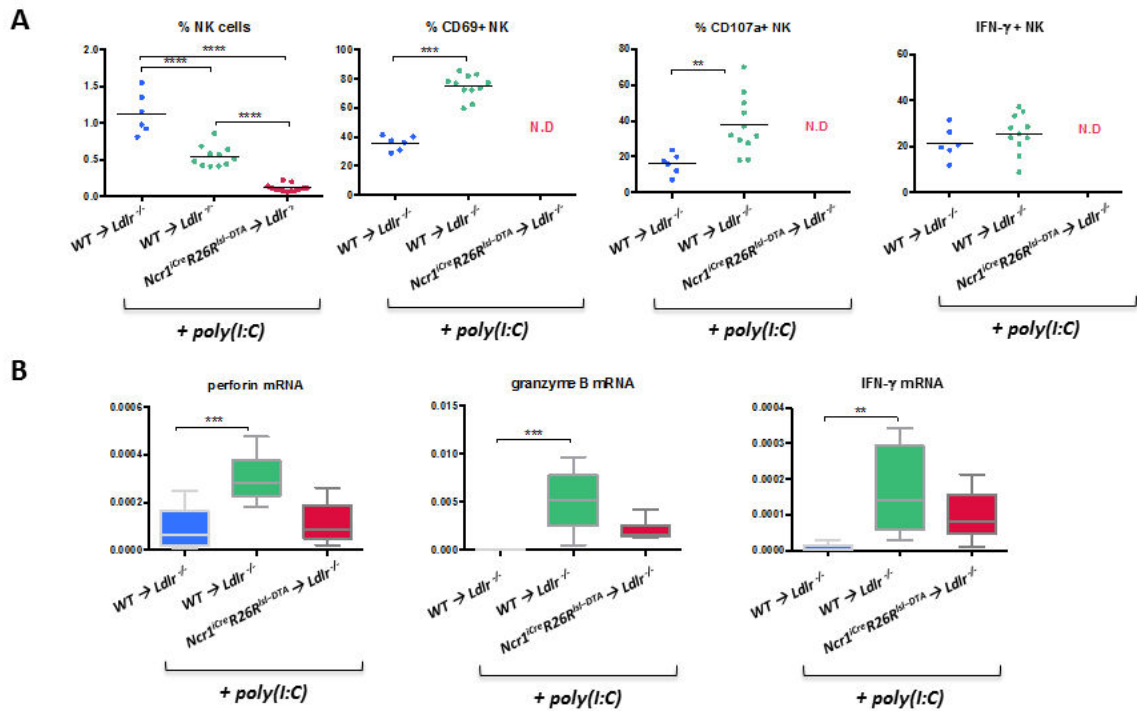 A
% NK cells
% CD69+ NK
% CD107a+ NK
IFN-γ + NK
2.0
1.5
1.0
0.5
0.0
****
****
****
WT → Ldlr-/-
WT → Ldlr-/-
Ncr1iCreR26Rlsl-DTA → Ldlr-/-
+ poly(I:C)
100
80
60
40
20
0
***
N.D
WT → Ldlr-/-
WT → Ldlr-/-
Ncr1iCreR26Rlsl-DTA → Ldlr-/-
+ poly(I:C)
80
60
40
20
0
**
N.D
WT → Ldlr-/-
WT → Ldlr-/-
Ncr1iCreR26Rlsl-DTA → Ldlr-/-
+ poly(I:C)
60
40
20
0
N.D
WT → Ldlr-/-
WT → Ldlr-/-
Ncr1iCreR26Rlsl-DTA → Ldlr-/-
+ poly(I:C)
B
perforin mRNA
granzyme B mRNA
IFN-γ mRNA
0.0006
0.0004
0.0002
0.0000
***
WT → Ldlr-/-
WT → Ldlr-/-
Ncr1iCreR26Rlsl-DTA → Ldlr-/-
+ poly(I:C)
0.015
0.010
0.005
0.000
***
WT → Ldlr-/-
WT → Ldlr-/-
Ncr1iCreR26Rlsl-DTA → Ldlr-/-
+ poly(I:C)
0.0004
0.0003
0.0002
0.0001
0.0000
**
WT → Ldlr-/-
WT → Ldlr-/-
Ncr1iCreR26Rlsl-DTA → Ldlr-/-
+ poly(I:C)